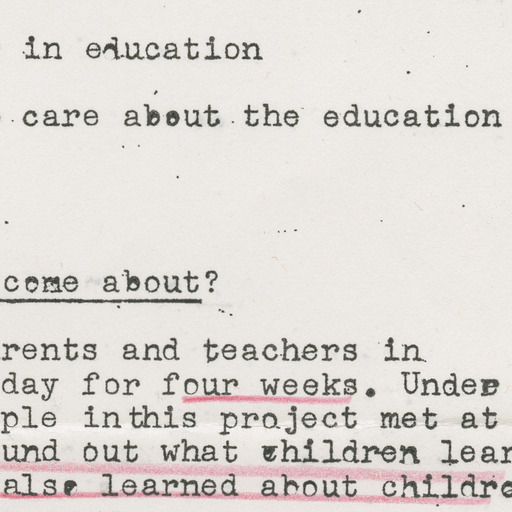 in education
care about the education
come about?
rents and teachers in
day for four weeks. Under
ple inthis project met at
und out what children lear
also learned about childre